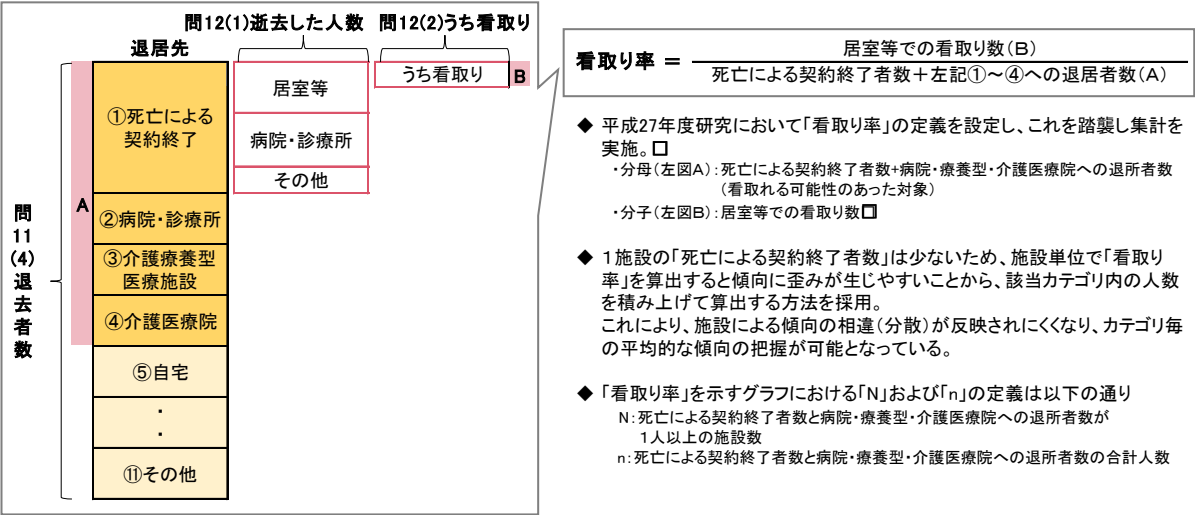 問12(1)逝去した人数
問12(2)うち看取り
退居先
問11(4)退去者数
A
①死亡による
契約終了
②病院・診療所
③介護療養型
医療施設
④介護医療院
⑤自宅
・
・
⑪その他
居室等
病院・診療所
その他
うち看取り
B
看取り率 = 居室等での看取り数(B)
死亡による契約終了者数+左記①~④への退居者数(A)
◆ 平成27年度研究において「看取り率」の定義を設定し、これを踏襲し集計を
実施。□
・分母(左図A):死亡による契約終了者数+病院・療養型・介護医療院への退所者数
(看取れる可能性のあった対象)
・分子(左図B):居室等での看取り数□
◆ 1施設の「死亡による契約終了者数」は少ないため、施設単位で「看取り
率」を算出すると傾向に歪みが生じやすいことから、該当カテゴリ内の人数
を積み上げて算出する方法を採用。
これにより、施設による傾向の相違(分散)が反映されにくくなり、カテゴリ毎
の平均的な傾向の把握が可能となっている。
◆ 「看取り率」を示すグラフにおける「N」および「n」の定義は以下の通り
N:死亡による契約終了者数と病院・療養型・介護医療院への退所者数が
1人以上の施設数
n:死亡による契約終了者数と病院・療養型・介護医療院への退所者数の合計人数